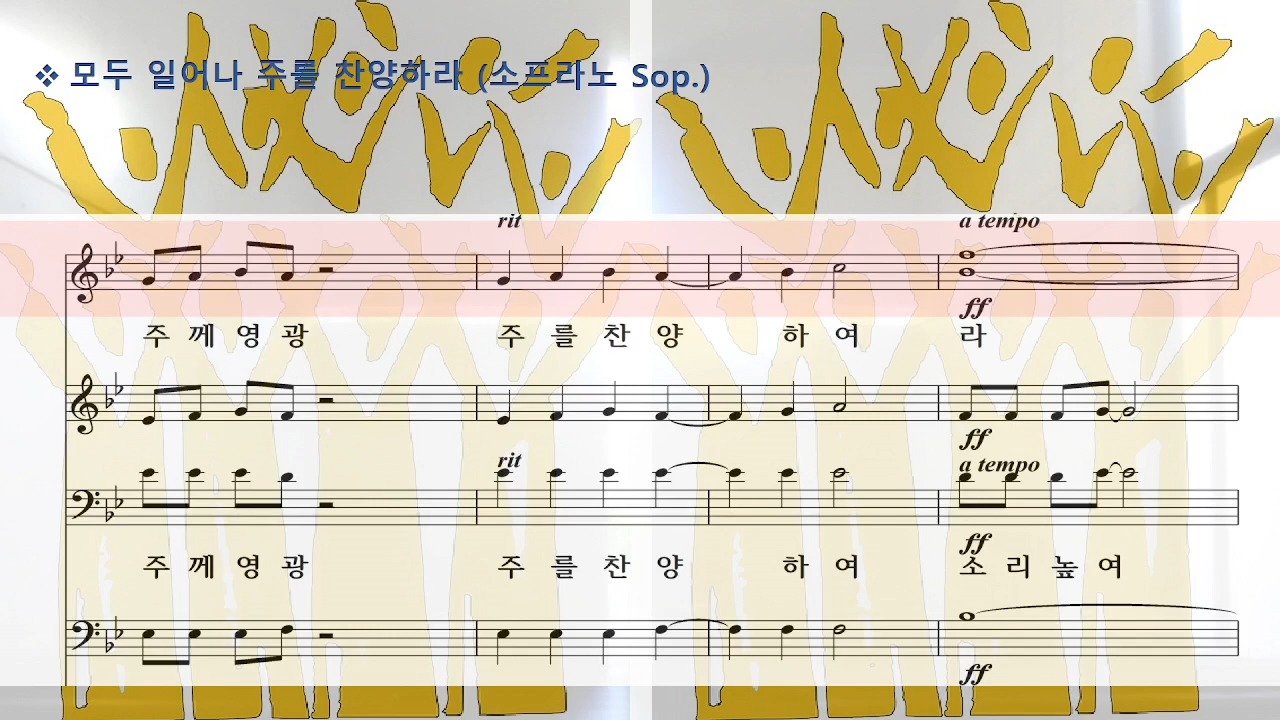 ❖ 모두 일어나 주를 찬양하라 (소프라노 Sop.)
rit a tempo
ff
주 께 영 광 주 를 찬 양 하 여 라
ff
rit a tempo
ff
주 께 영 광 주 를 찬 양 하 여 소 리 높 여
ff